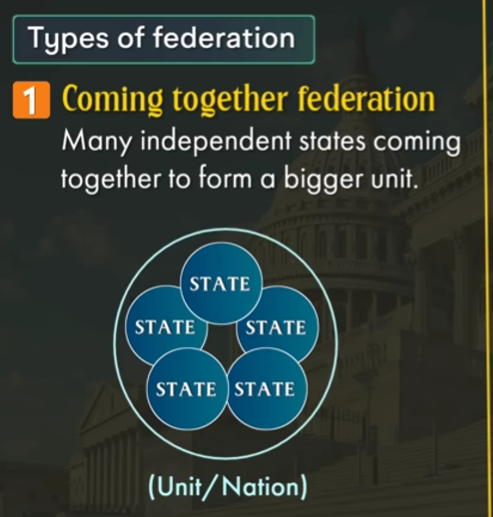 Types of federation
1 Coming together federation
Many independent states coming
together to form a bigger unit.
STATE
STATE STATE
STATE STATE
(Unit/Nation)